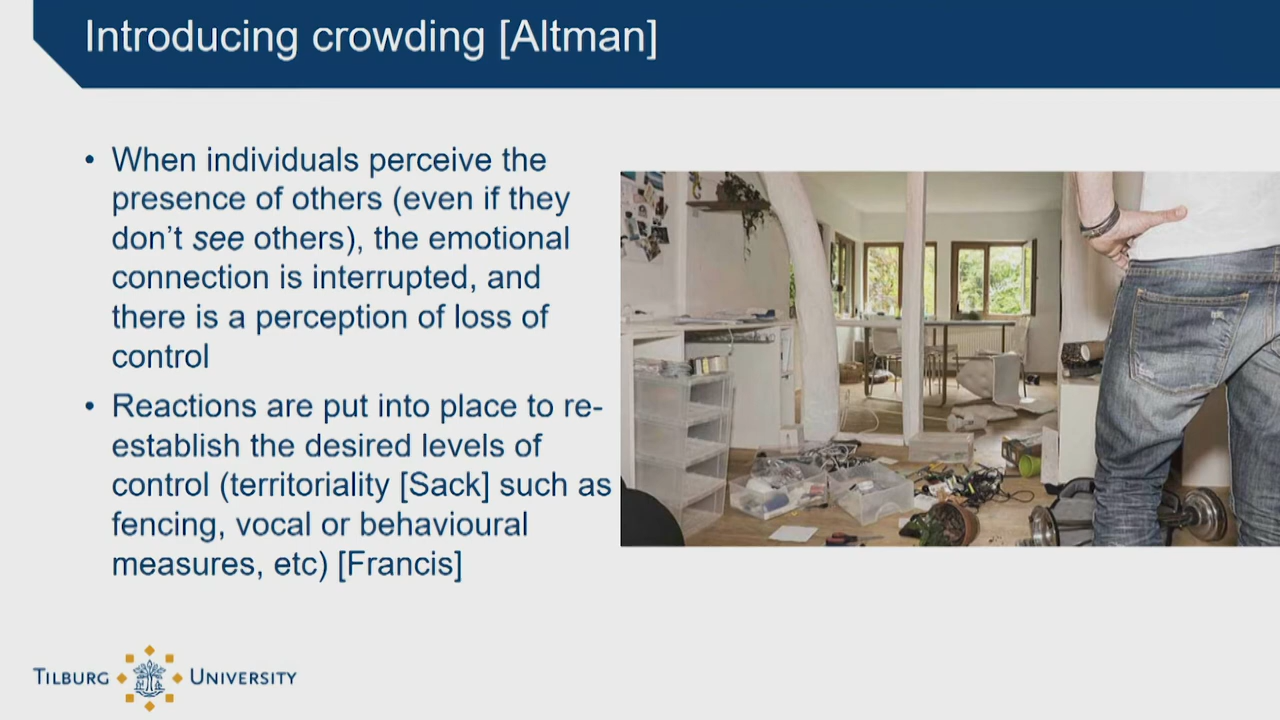 Introducing crowding [Altman]
• When individuals perceive the
presence of others (even if they
don’t see others), the emotional
connection is interrupted, and
there is a perception of loss of
control
• Reactions are put into place to re-
establish the desired levels of
control (territoriality [Sack] such as
fencing, vocal or behavioural
measures, etc) [Francis]
TILBURG UNIVERSITY